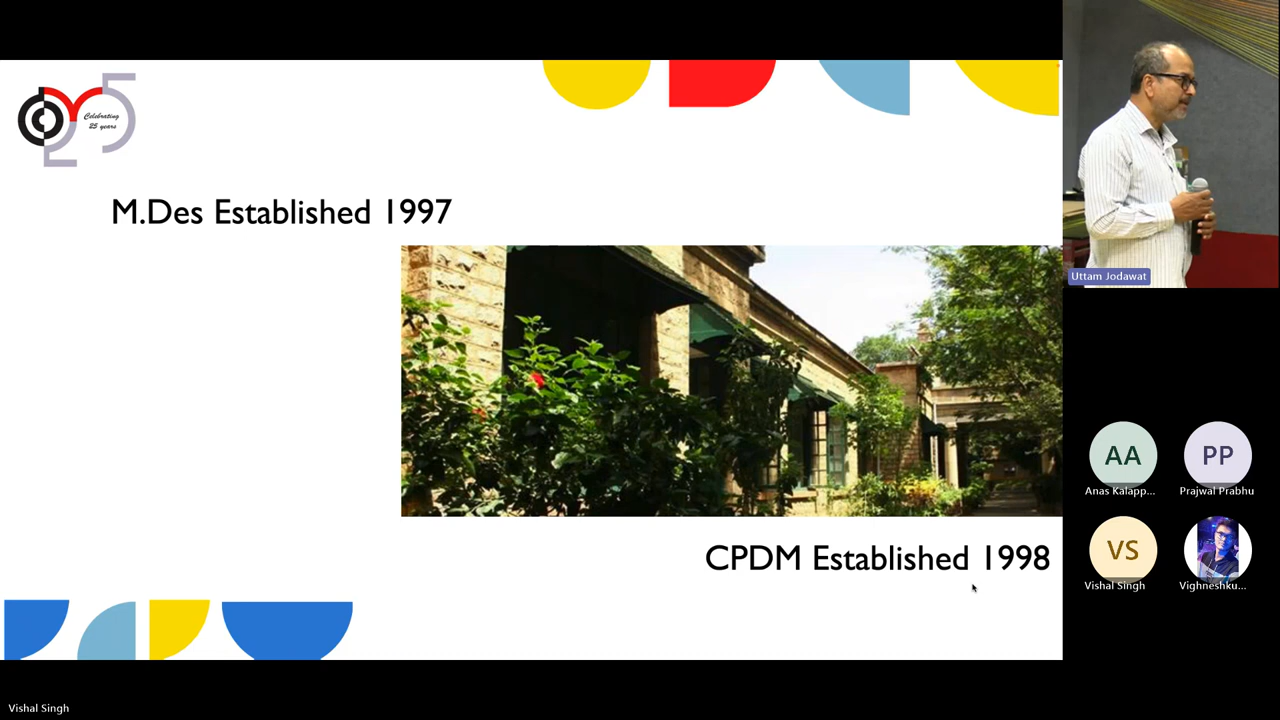 Celebrating
25 years
M.Des Established 1997
CPDM Established 1998
Uttam Jodawat
AA
Anas Kalapp...
PP
Prajwal Prabhu
VS
Vishal Singh
Vighneshku...
Vishal Singh